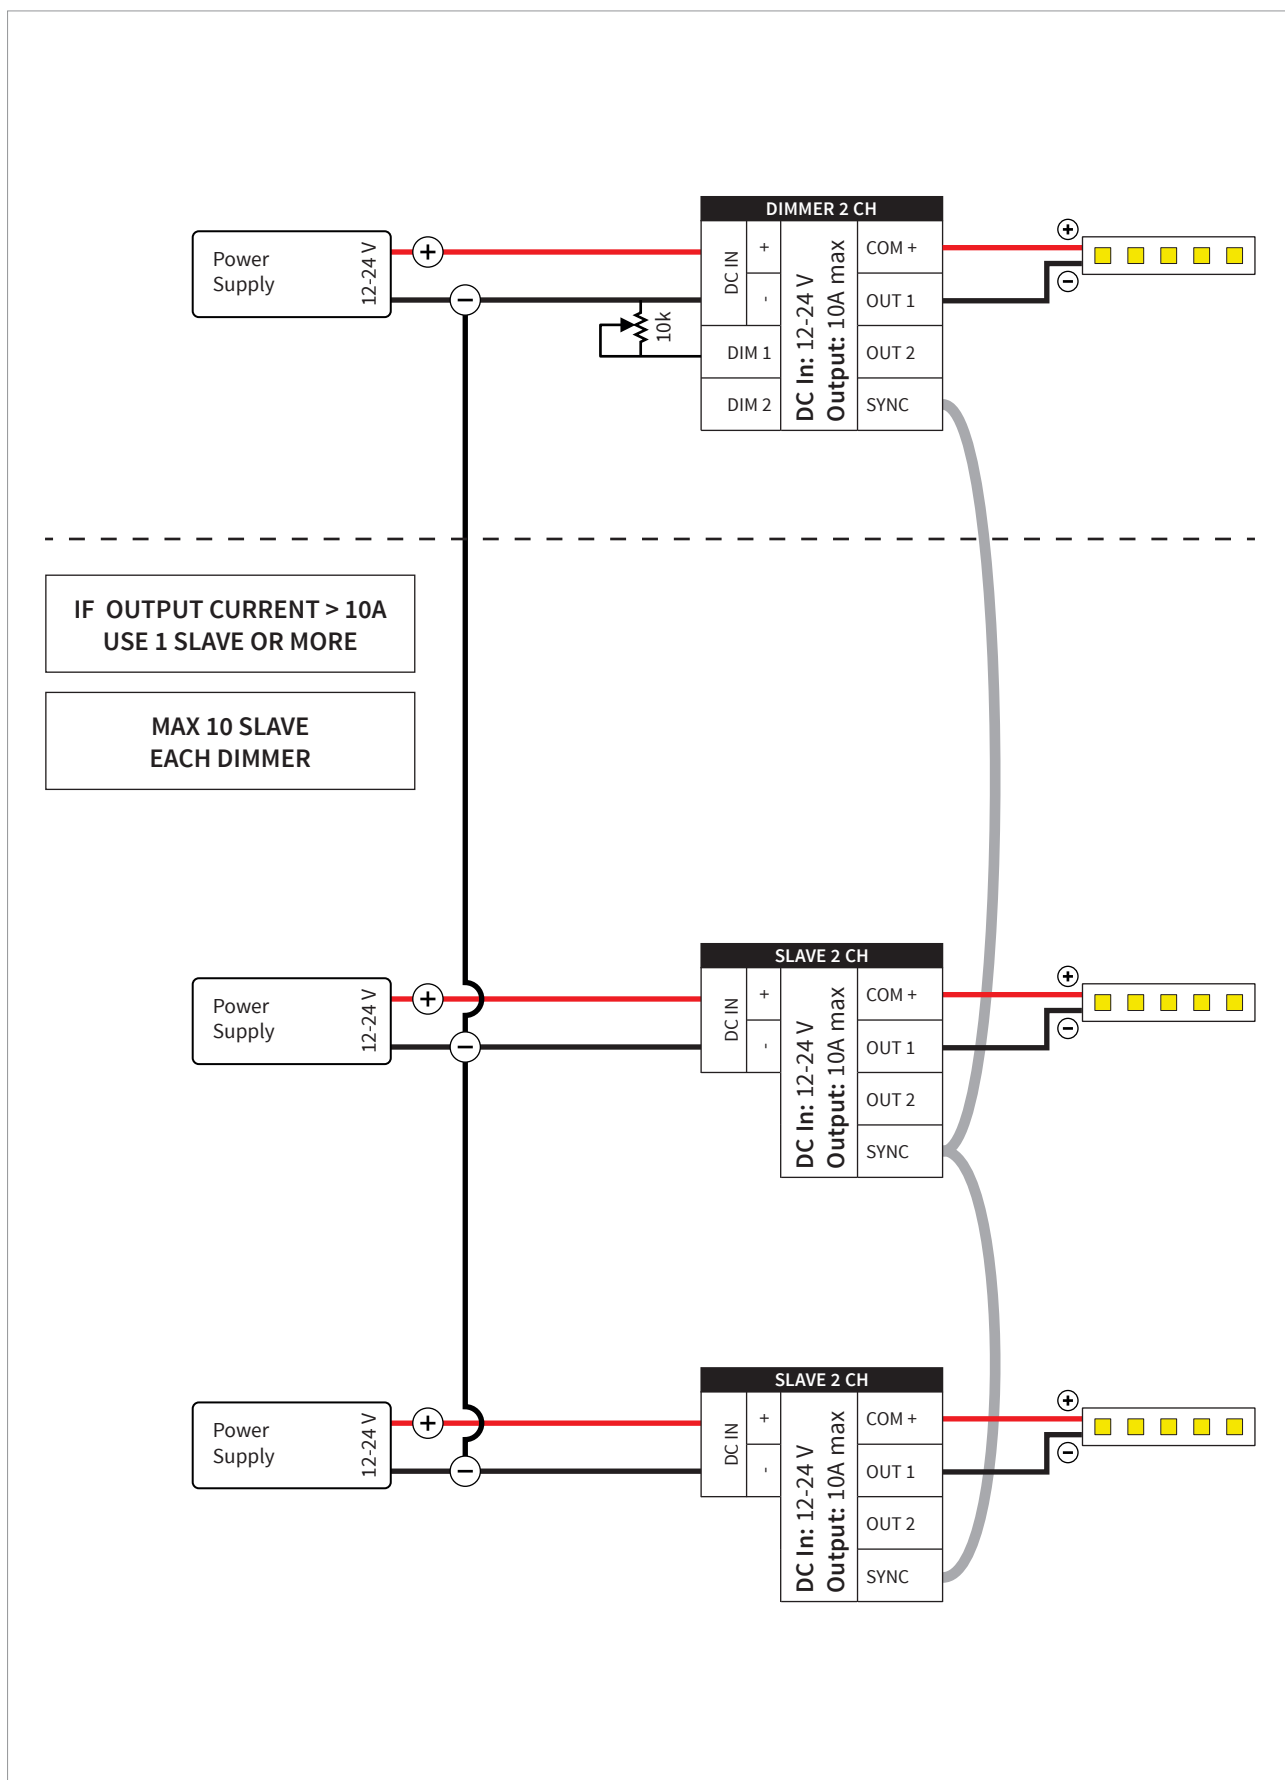 DIMMER 2 CH
Power
Supply
12-24 V
+
-
DC IN
+
-
DIM 1
DIM 2
10k
DC In: 12-24 V
Output: 10A max
COM +
OUT 1
OUT 2
SYNC
+
-
IF OUTPUT CURRENT > 10A
USE 1 SLAVE OR MORE
MAX 10 SLAVE
EACH DIMMER
SLAVE 2 CH
Power
Supply
12-24 V
+
-
DC IN
+
-
DC In: 12-24 V
Output: 10A max
COM +
OUT 1
OUT 2
SYNC
+
-
SLAVE 2 CH
Power
Supply
12-24 V
+
-
DC IN
+
-
DC In: 12-24 V
Output: 10A max
COM +
OUT 1
OUT 2
SYNC
+
-